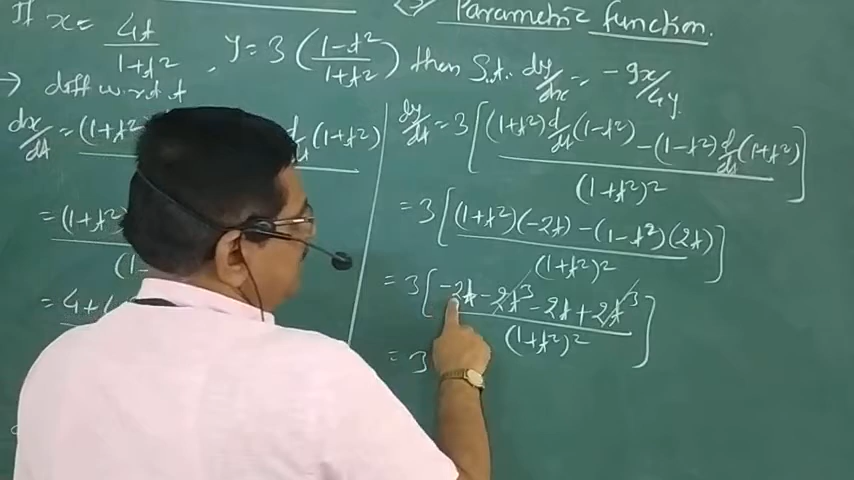 Parametric function.
If x = 4t / 1+t² , y = 3 (1-t² / 1+t²) then S.t. dy/dx = -9x/4y
→ diff w.r.t t
dx/dt = (1+t²) d/dt (1+t²)
= (1+t²)
= 4+
dy/dt = 3 [ (1+t²) d/dt (1-t²) - (1-t²) d/dt (1+t²) / (1+t²)² ]
= 3 [ (1+t²)(-2t) - (1-t²)(2t) / (1+t²)² ]
= 3 [ -2t - 2t³ - 2t + 2t³ / (1+t²)² ]
= 3